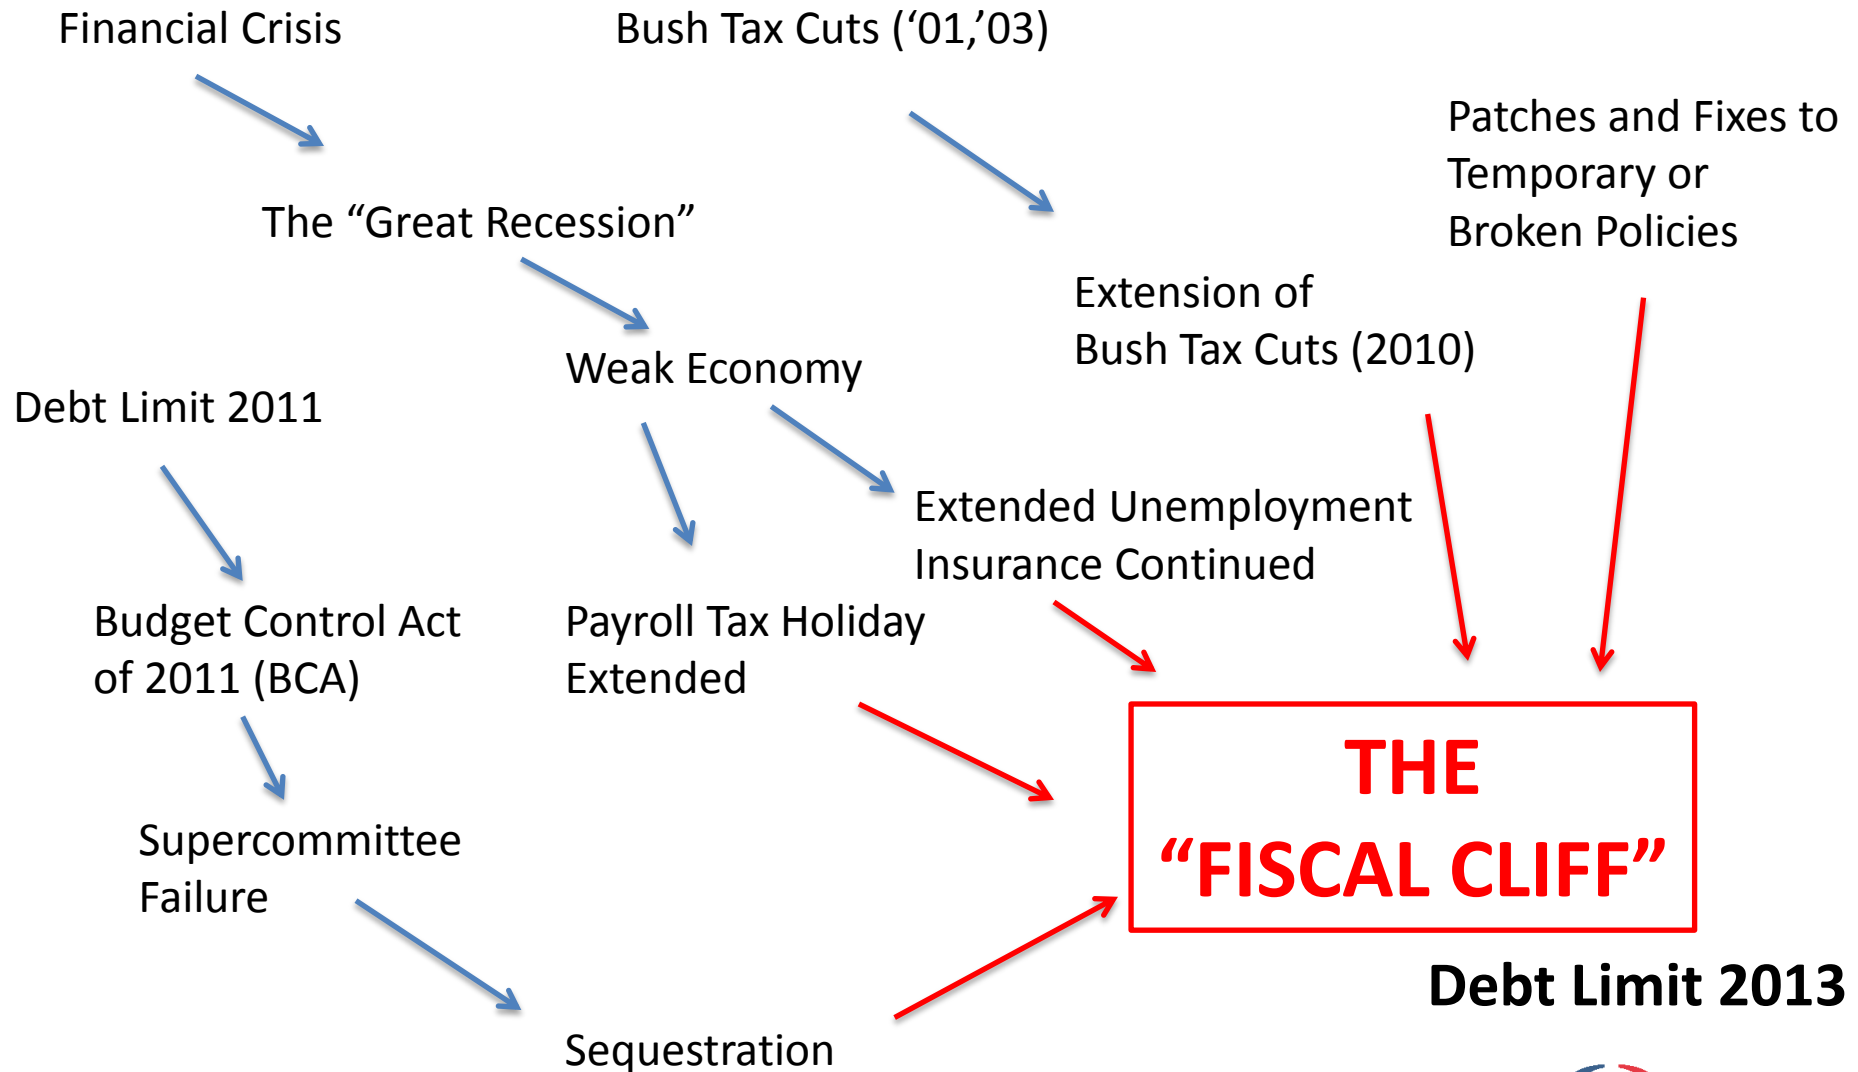 Financial Crisis
Bush Tax Cuts (‘01,’03)
Patches and Fixes to
Temporary or
Broken Policies
The “Great Recession”
Extension of
Bush Tax Cuts (2010)
Weak Economy
Debt Limit 2011
Extended Unemployment
Insurance Continued
Budget Control Act
of 2011 (BCA)
Payroll Tax Holiday
Extended
THE
“FISCAL CLIFF”
Supercommittee
Failure
Debt Limit 2013
Sequestration